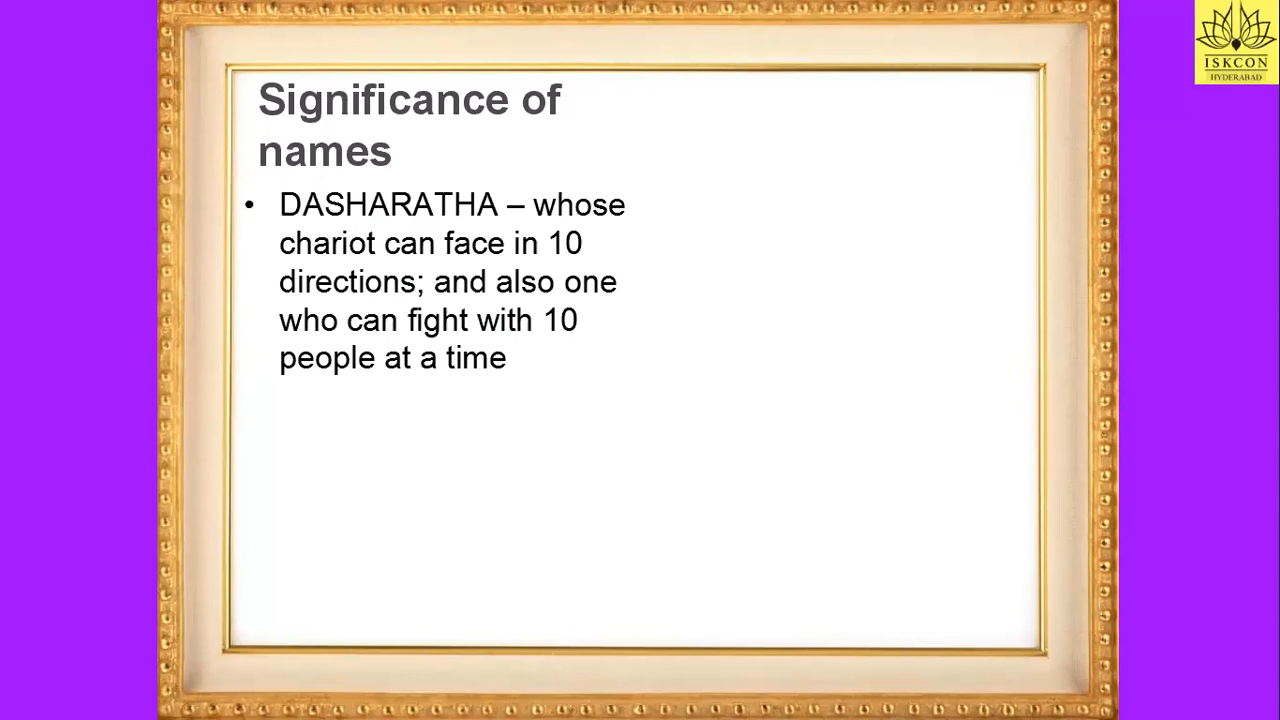 ISKCON
HYDERABAD
Significance of
names
• DASHARATHA – whose
chariot can face in 10
directions; and also one
who can fight with 10
people at a time